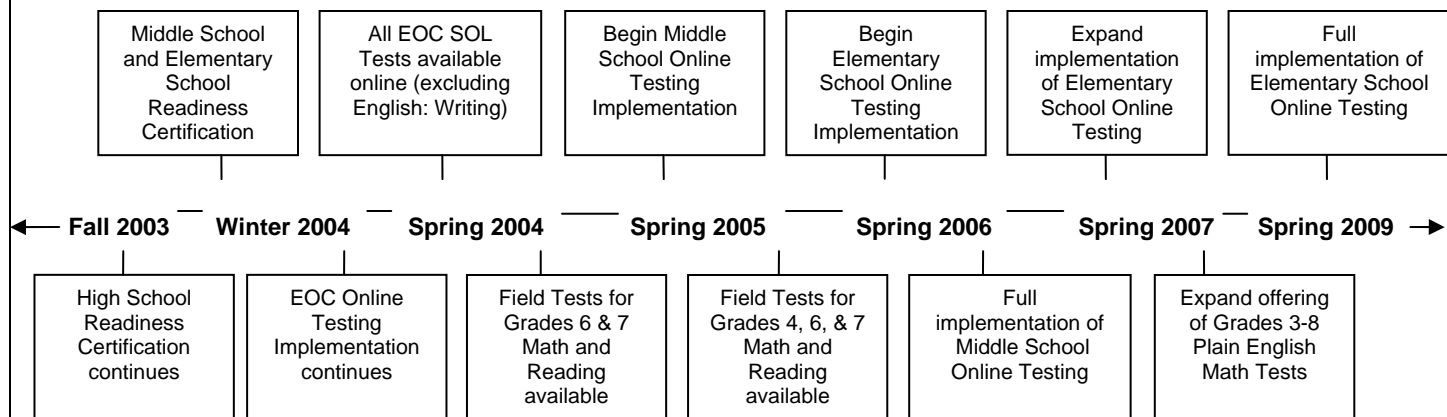 Middle School
and Elementary
School
Readiness
Certification
All EOC SOL
Tests available
online (excluding
English: Writing)
Begin Middle
School Online
Testing
Implementation
Begin
Elementary
School Online
Testing
Implementation
Expand
implementation
of Elementary
School Online
Testing
Full
implementation of
Elementary School
Online Testing
Fall 2003 Winter 2004 Spring 2004 Spring 2005 Spring 2006 Spring 2007 Spring 2009
High School
Readiness
Certification
continues
EOC Online
Testing
Implementation
continues
Field Tests for
Grades 6 & 7
Math and
Reading
available
Field Tests for
Grades 4, 6, & 7
Math and
Reading
available
Full
implementation of
Middle School
Online Testing
Expand offering
of Grades 3-8
Plain English
Math Tests